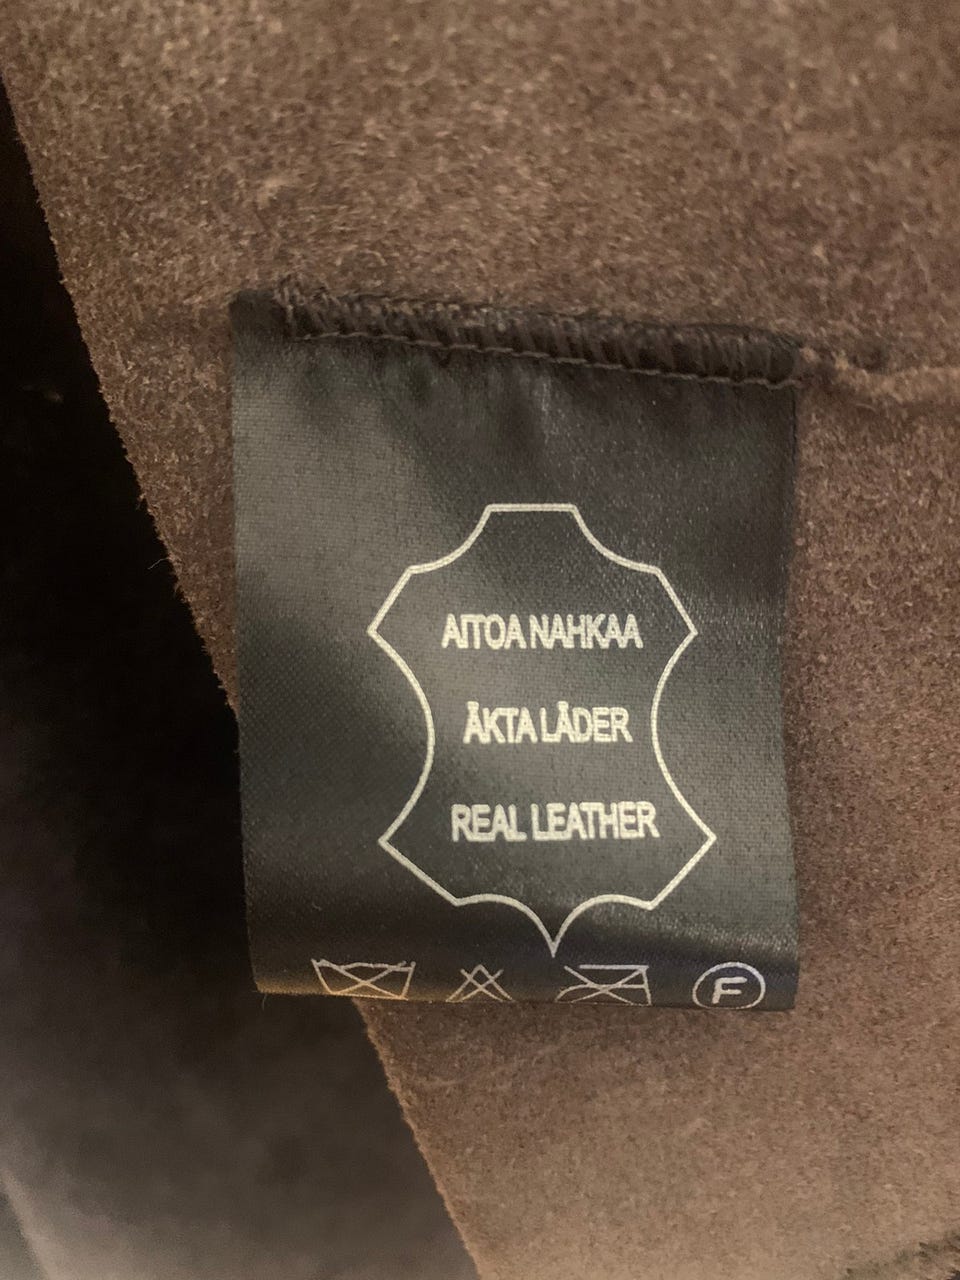 AITOA NAHKAA
ÄKTA LÄDER
REAL LEATHER
F